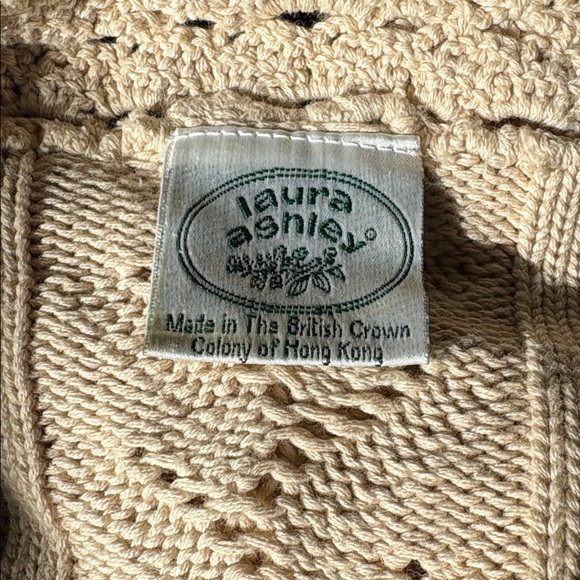 laura
ashley®
Made in The British Crown
Colony of Hong Kong